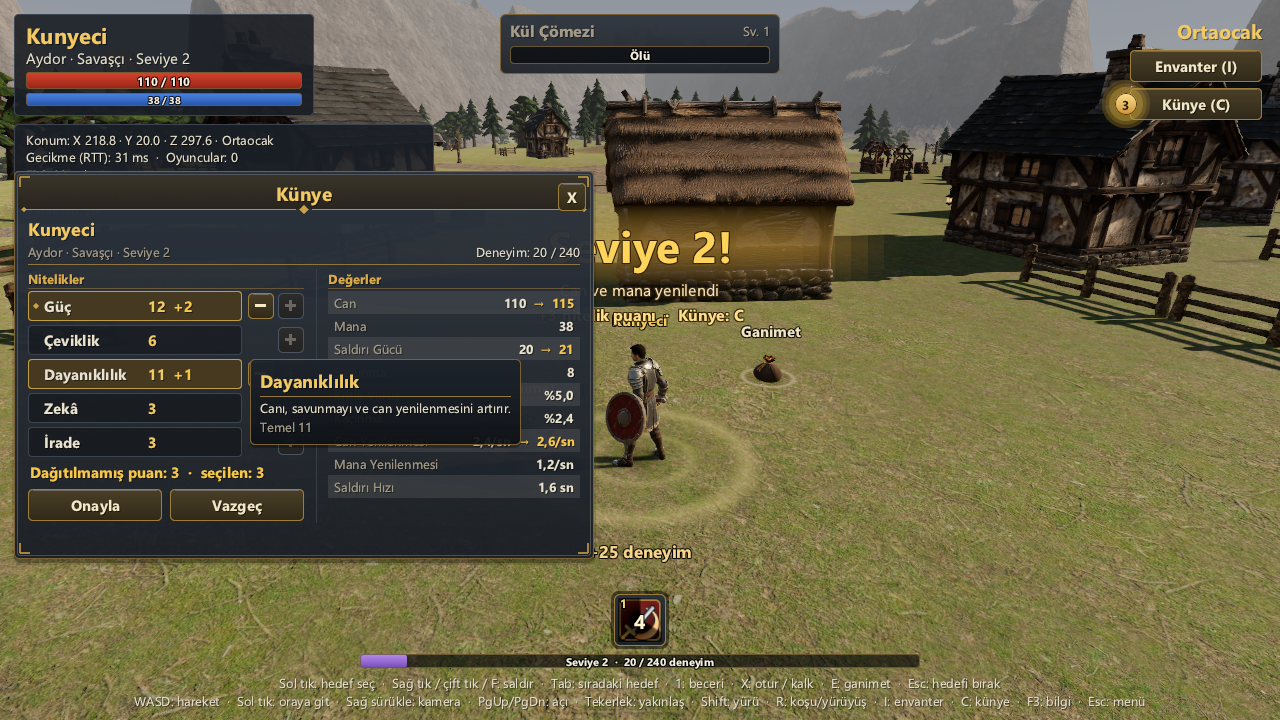 Kunyeci
Aydor · Savaşçı · Seviye 2
110 / 110
38 / 38
Kül Çömezi
Sv. 1
Ölü
Ortaocak
Envanter (I)
3
Künye (C)
Konum: X 218.8 · Y 20.0 · Z 297.6 · Ortaocak
Gecikme (RTT): 31 ms · Oyuncular: 0
Künye
X
Kunyeci
Aydor · Savaşçı · Seviye 2
Deneyim: 20 / 240
Nitelikler
Güç 12 +2
Çeviklik 6
Dayanıklılık 11 +1
Zekâ 3
İrade 3
Dağıtılmamış puan: 3 · seçilen: 3
Onayla
Vazgeç
Değerler
Can 110 → 115
Mana 38
Saldırı Gücü 20 → 21
8
%5,0
%2,4
→ 2,6/sn
Mana Yenilenmesi 1,2/sn
Saldırı Hızı 1,6 sn
Dayanıklılık
Canı, savunmayı ve can yenilenmesini artırır.
Temel 11
eviye 2!
ve mana yenilendi
puanı · Künye: C
Kunyeci
Ganimet
25 deneyim
1
4
Seviye 2 · 20 / 240 deneyim
Sol tık: hedef seç · Sağ tık / çift tık / F: saldır · Tab: sıradaki hedef · 1: beceri · X: otur / kalk · E: ganimet · Esc: hedefi bırak
WASD: hareket · Sol tık: oraya git · Sağ sürükle: kamera · PgUp/PgDn: açı · Tekerlek: yakınlaş · Shift: yürü · R: koşu/yürüyüş · I: envanter · C: künye · F3: bilgi · Esc: menü